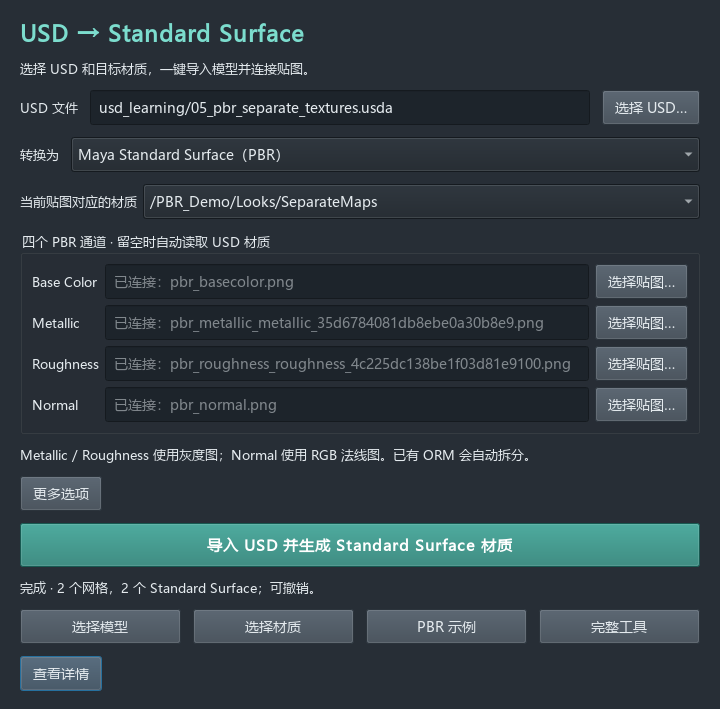 USD → Standard Surface
选择 USD 和目标材质，一键导入模型并连接贴图。
USD 文件 usd_learning/05_pbr_separate_textures.usda 选择 USD...
转换为 Maya Standard Surface（PBR）
当前贴图对应的材质 /PBR_Demo/Looks/SeparateMaps
四个 PBR 通道 · 留空时自动读取 USD 材质
Base Color 已连接：pbr_basecolor.png 选择贴图...
Metallic 已连接：pbr_metallic_metallic_35d6784081db8ebe0a30b8e9.png 选择贴图...
Roughness 已连接：pbr_roughness_roughness_4c225dc138be1f03d81e9100.png 选择贴图...
Normal 已连接：pbr_normal.png 选择贴图...
Metallic / Roughness 使用灰度图；Normal 使用 RGB 法线图。已有 ORM 会自动拆分。
更多选项
导入 USD 并生成 Standard Surface 材质
完成 · 2 个网格，2 个 Standard Surface；可撤销。
选择模型 选择材质 PBR 示例 完整工具
查看详情